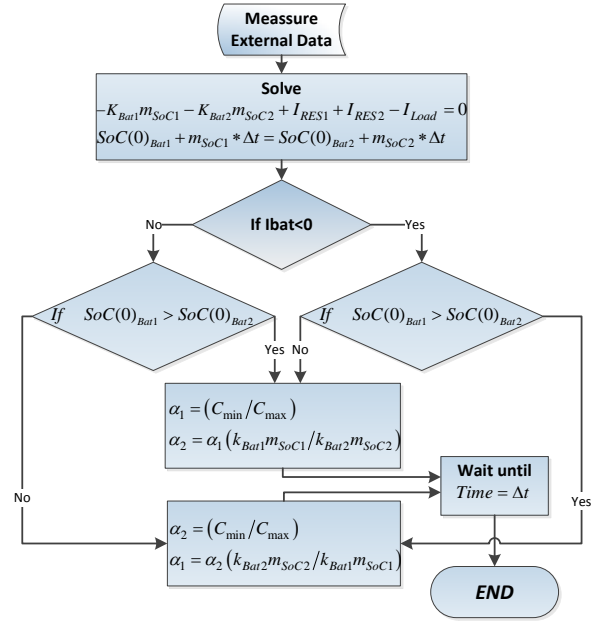 Meassure
External Data
Solve
−K_{Bat1}m_{SoC1} − K_{Bat2}m_{SoC2} + I_{RES1} + I_{RES2} − I_{Load} = 0
SoC(0)_{Bat1} + m_{SoC1} * Δt = SoC(0)_{Bat2} + m_{SoC2} * Δt
If Ibat<0
No
Yes
If SoC(0)_{Bat1} > SoC(0)_{Bat2}
If SoC(0)_{Bat1} > SoC(0)_{Bat2}
Yes
No
α_1 = (C_{min}/C_{max})
α_2 = α_1(k_{Bat1}m_{SoC1}/k_{Bat2}m_{SoC2})
Wait until
Time = Δt
No
Yes
α_2 = (C_{min}/C_{max})
α_1 = α_2(k_{Bat2}m_{SoC2}/k_{Bat1}m_{SoC1})
END